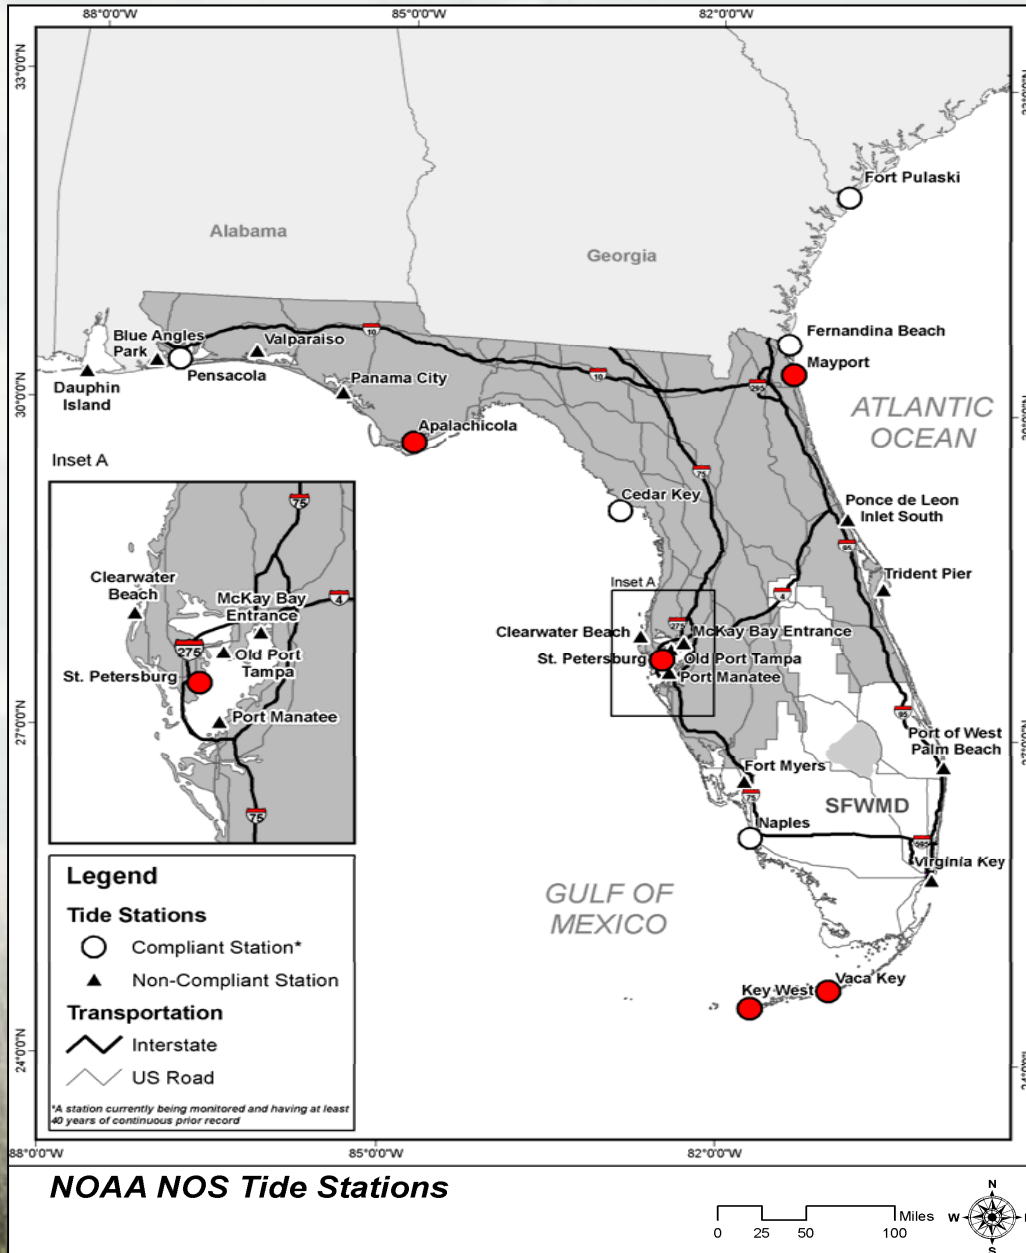 88°0'0"W 85°0'0"W 82°0'0"W
33°0'0"N
Fort Pulaski
Alabama
Georgia
Fernandina Beach
Mayport
Blue Angles
Park
Valparaiso
10
Pensacola
Dauphin
Island
Panama City
10
295
30°0'0"N
ATLANTIC
OCEAN
Apalachicola
75
Cedar Key
Ponce de Leon
Inlet South
95
Trident Pier
4
Inset A
275
Clearwater Beach
McKay Bay Entrance
St. Petersburg
Old Port Tampa
Port Manatee
95
Port of West
Palm Beach
Fort Myers
75
SFWMD
Naples
595
Virginia Key
GULF OF
MEXICO
Vaca Key
Key West
Inset A
75
Clearwater
Beach
McKay Bay
Entrance
4
275
Old Port
Tampa
St. Petersburg
Port Manatee
75
27°0'0"N
Legend
Tide Stations
Compliant Station*
Non-Compliant Station
Transportation
Interstate
US Road
*A station currently being monitored and having at least
40 years of continuous prior record
24°0'0"N
88°0'0"W 85°0'0"W 82°0'0"W
NOAA NOS Tide Stations
Miles
0 25 50 100
N
W
S